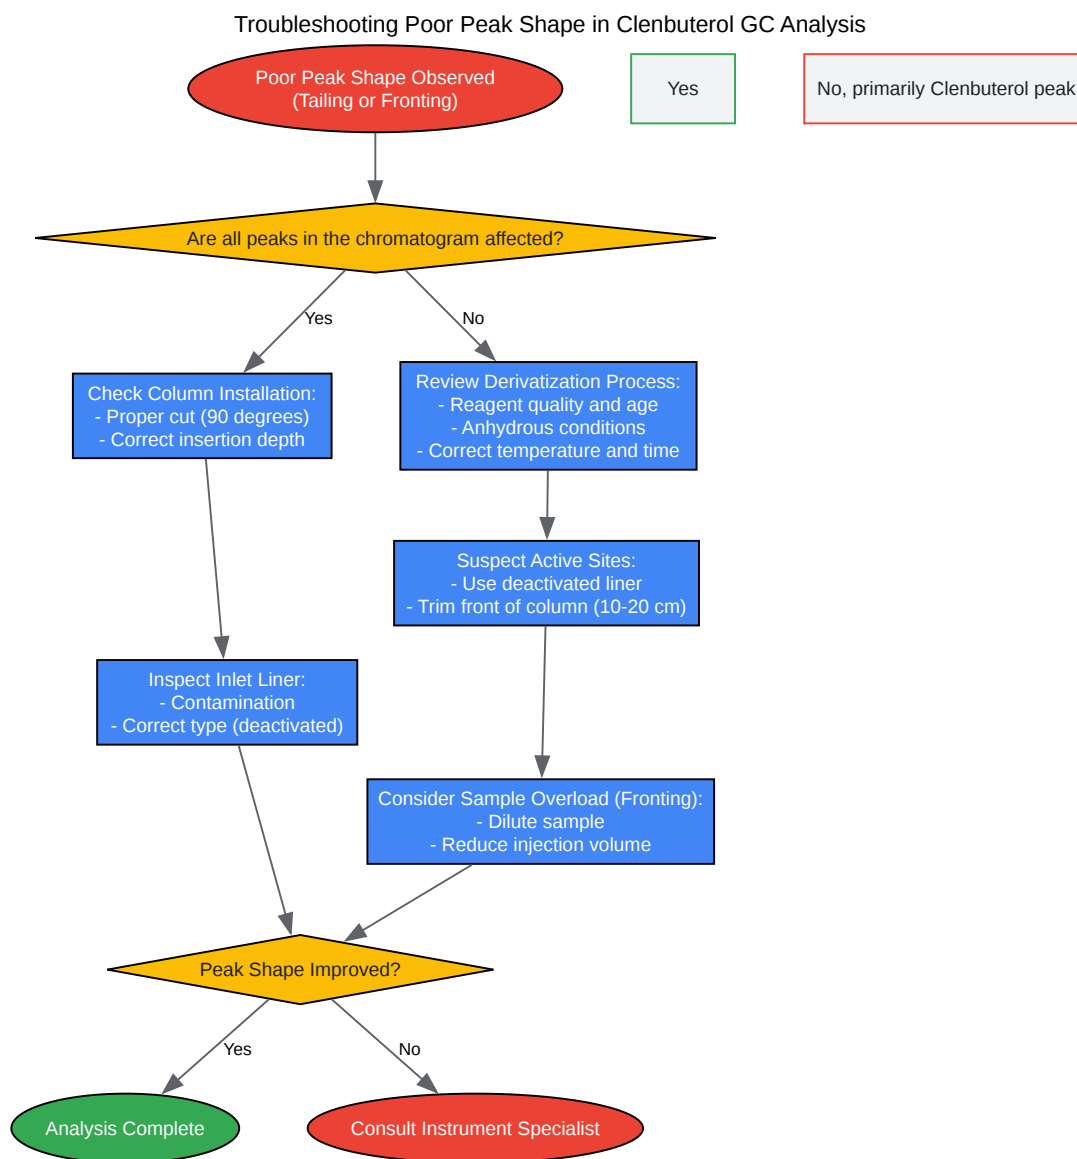 Troubleshooting Poor Peak Shape in Clenbuterol GC Analysis
Poor Peak Shape Observed
(Tailing or Fronting)
Yes
No, primarily Clenbuterol peak
Are all peaks in the chromatogram affected?
Yes
No
Check Column Installation:
- Proper cut (90 degrees)
- Correct insertion depth
Review Derivatization Process:
- Reagent quality and age
- Anhydrous conditions
- Correct temperature and time
Suspect Active Sites:
- Use deactivated liner
- Trim front of column (10-20 cm)
Inspect Inlet Liner:
- Contamination
- Correct type (deactivated)
Consider Sample Overload (Fronting):
- Dilute sample
- Reduce injection volume
Peak Shape Improved?
Yes
No
Analysis Complete
Consult Instrument Specialist